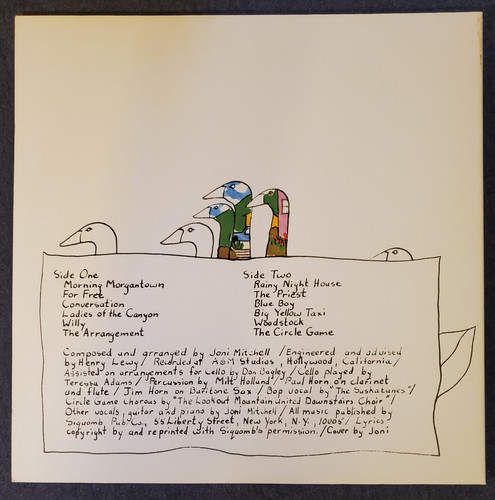 Side One
Morning Morgantown
For Free
Conversation
Ladies of the Canyon
Willy
The Arrangement
Side Two
Rainy Night House
The Priest
Blue Boy
Big Yellow Taxi
Woodstock
The Circle Game
Composed and arranged by Joni Mitchell / Engineered and advised
by Henry Lewy / Recorded at A&M Studios, Hollywood, California /
Assisted on arrangements for Cello by Don Bagley / Cello played by
Teressa Adams / Percussion by Milt Holland / Paul Horn on Clarinet
and flute / Jim Horn on Baritone Sax / Bop vocal by "The Saskatunes" /
Circle Game Chorous by "The Lookout Mountain United Downstairs Choir" /
Other vocals, guitar and piano by Joni Mitchell / All music published by
Siquomb Pub. Co., 55 Liberty Street, New York, N.Y., 10005 / Lyrics
copyright by and reprinted with Siquomb's permission. / Cover by Joni